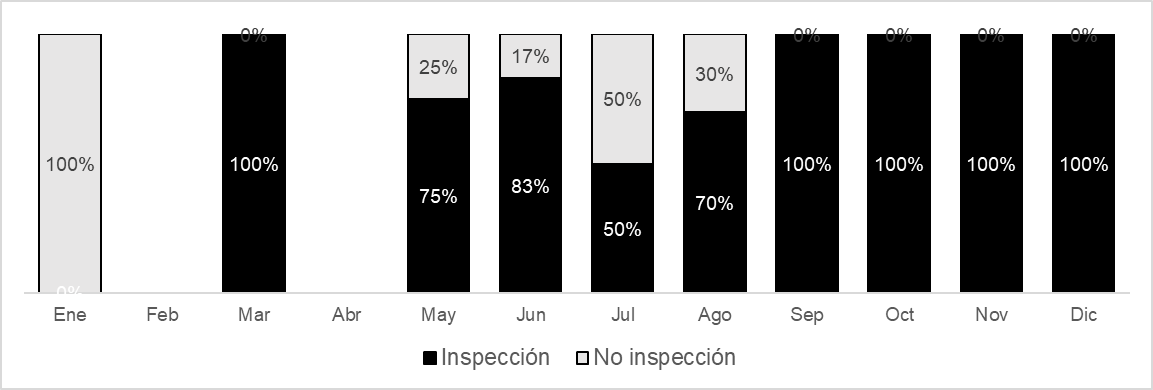 0% 0% 0% 0% 0%
25% 17% 50% 30%
100% 100% 75% 83% 50% 70% 100% 100% 100% 100%
0%
Ene Feb Mar Abr May Jun Jul Ago Sep Oct Nov Dic
Inspección No inspección